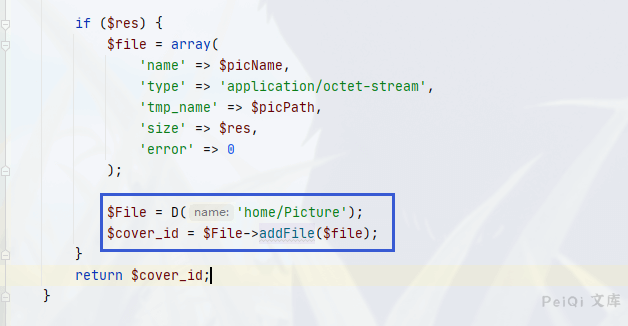 if ($res) {
$file = array(
'name' => $picName,
'type' => 'application/octet-stream',
'tmp_name' => $picPath,
'size' => $res,
'error' => 0
);
$File = D( name: 'home/Picture');
$cover_id = $File->addFile($file);
}
return $cover_id;
}
PeiQi 文库